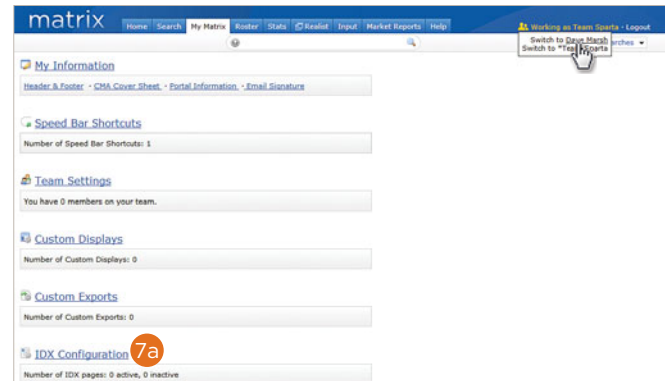 matrix
Home Search My Matrix Roster Stats Realist Input Market Reports Help
Working as Team Sparta · Logout
Switch to Dave Marsh
Switch to "Team Sparta
arches
My Information
Header & Footer · CMA Cover Sheet · Portal Information · Email Signature
Speed Bar Shortcuts
Number of Speed Bar Shortcuts: 1
Team Settings
You have 0 members on your team.
Custom Displays
Number of Custom Displays: 0
Custom Exports
Number of Custom Exports: 0
IDX Configuration 7a
Number of IDX pages: 0 active, 0 inactive